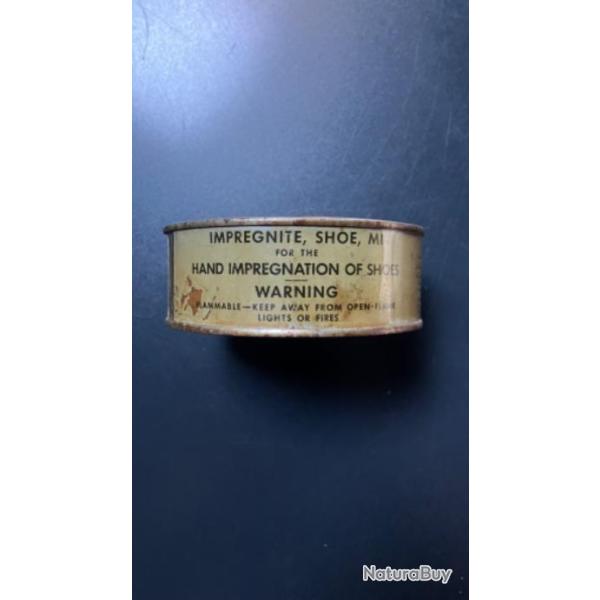 IMPREGNITE, SHOE, MI
FOR THE
HAND IMPREGNATION OF SHOES
WARNING
FLAMMABLE—KEEP AWAY FROM OPEN-FLAME
LIGHTS OR FIRES
NaturaBuy